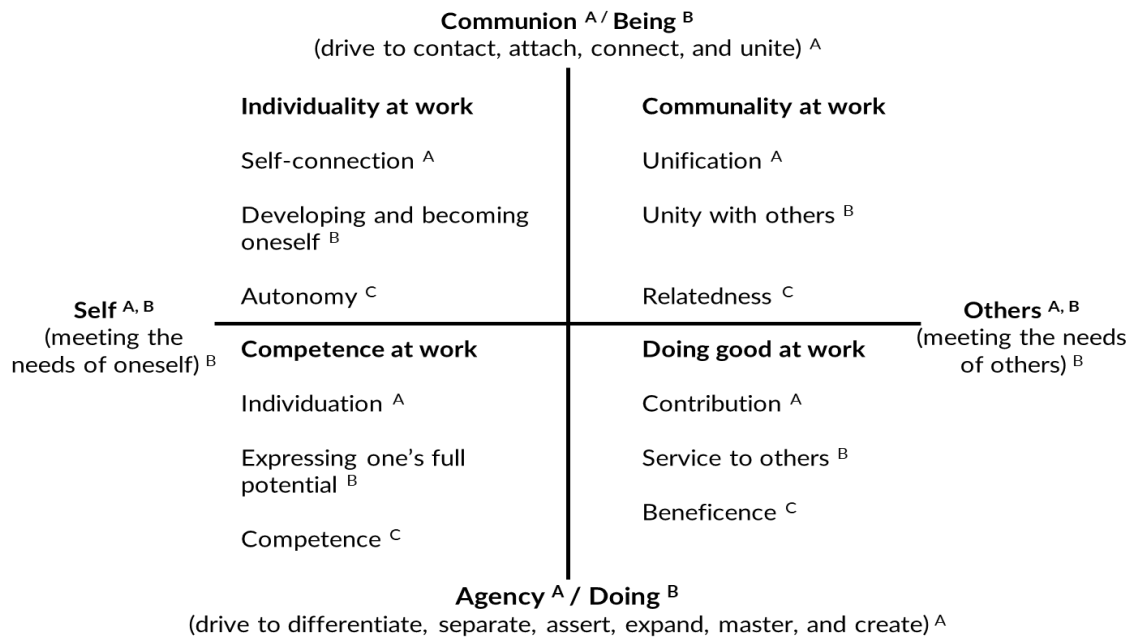 Communion A / Being B
(drive to contact, attach, connect, and unite) A
Individuality at work
Self-connection A
Developing and becoming
oneself B
Autonomy C
Communality at work
Unification A
Unity with others B
Relatedness C
Self A, B
(meeting the
needs of oneself) B
Others A, B
(meeting the needs
of others) B
Competence at work
Individuation A
Expressing one's full
potential B
Competence C
Doing good at work
Contribution A
Service to others B
Beneficence C
Agency A / Doing B
(drive to differentiate, separate, assert, expand, master, and create) A